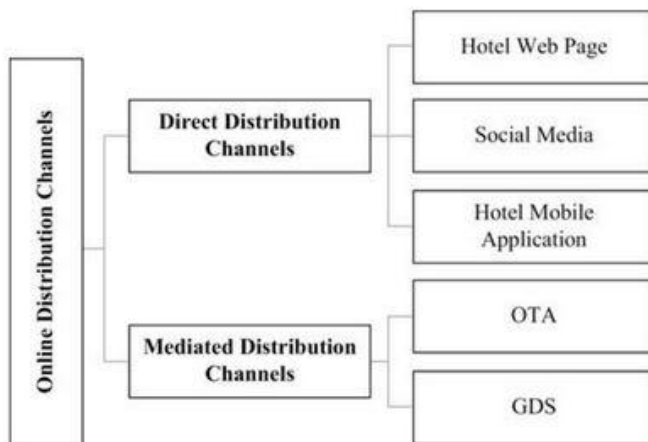 Online Distribution Channels
Direct Distribution
Channels
Hotel Web Page
Social Media
Hotel Mobile
Application
Mediated Distribution
Channels
OTA
GDS